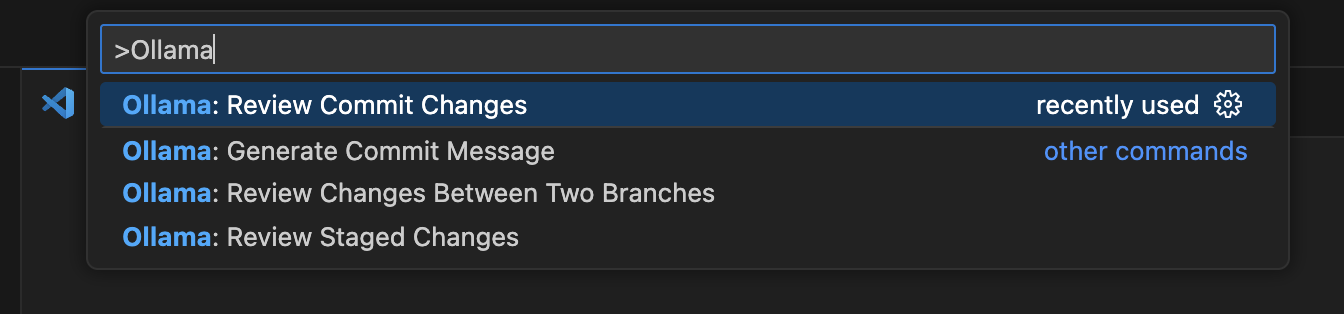 >Ollama
Ollama: Review Commit Changes recently used
Ollama: Generate Commit Message other commands
Ollama: Review Changes Between Two Branches
Ollama: Review Staged Changes